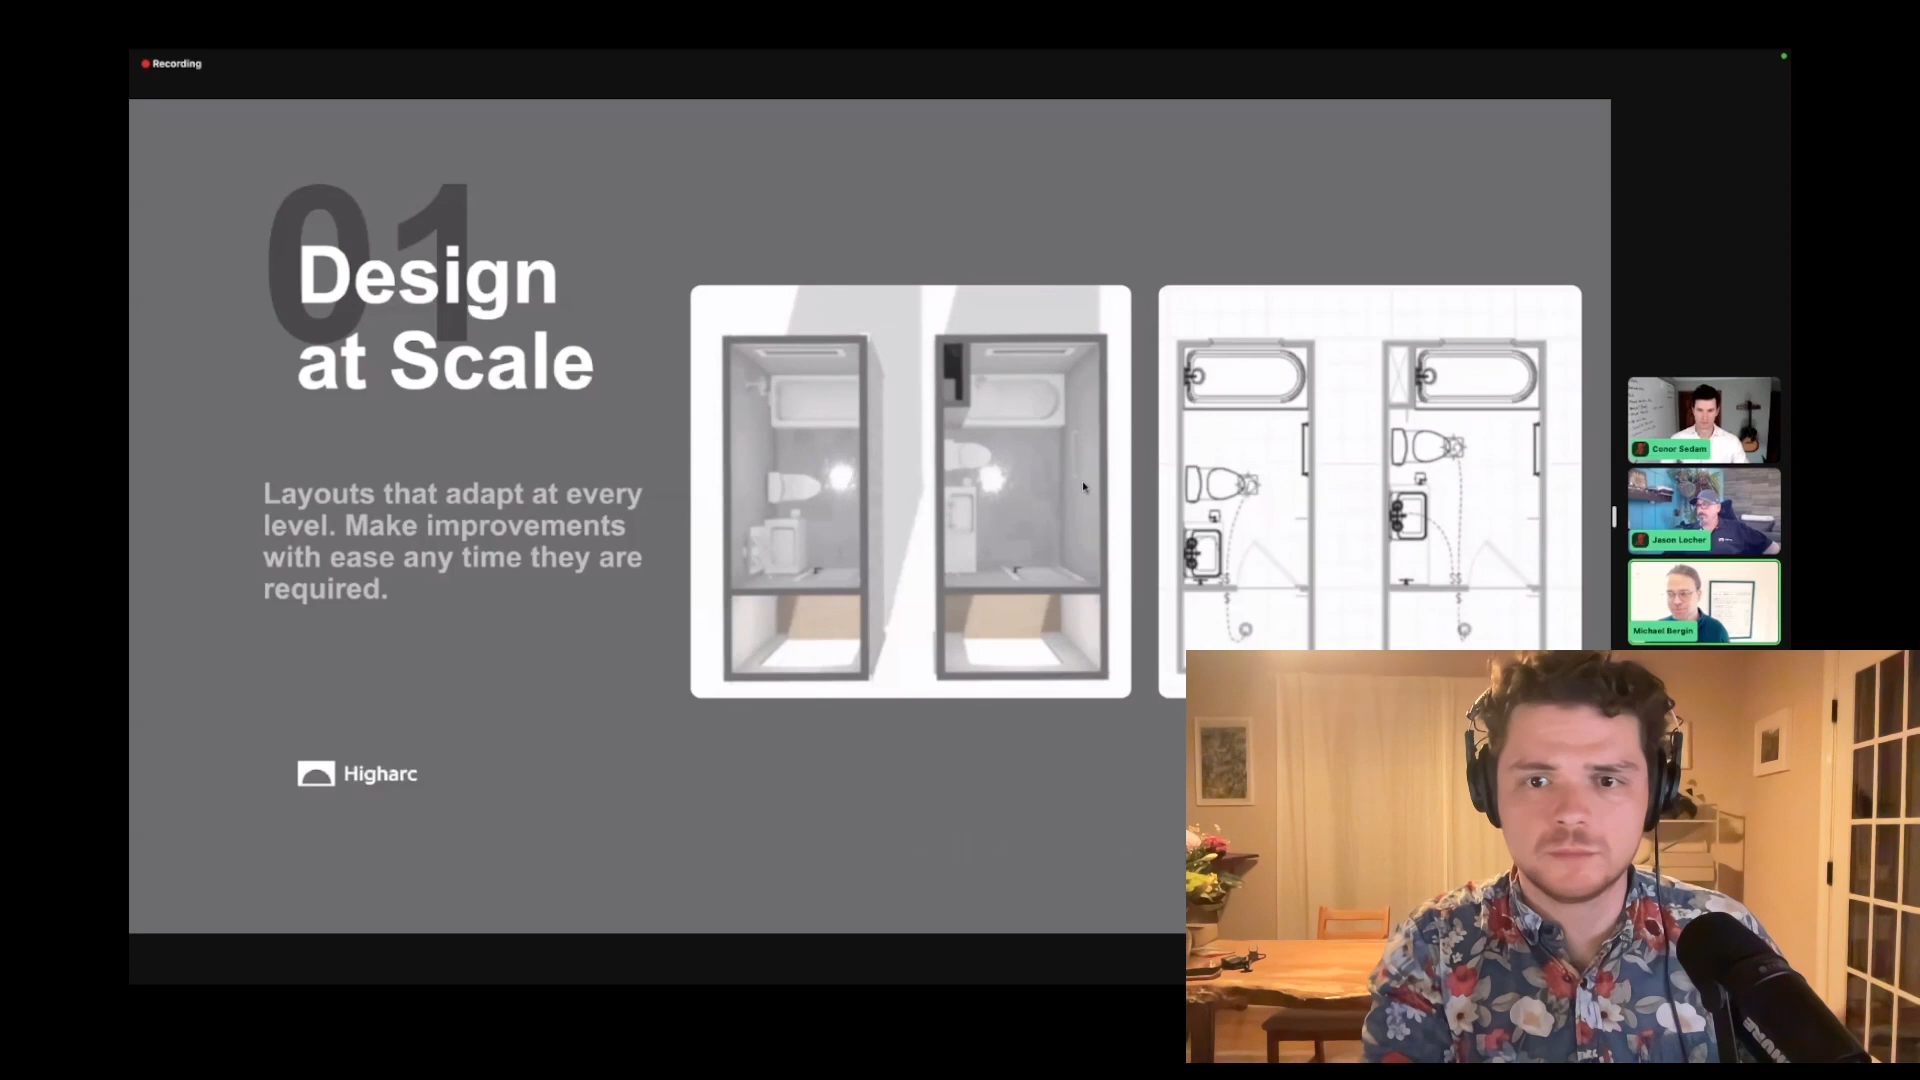 Recording
01
Design
at Scale
Layouts that adapt at every
level. Make improvements
with ease any time they are
required.
Higharc
Conor Sedam
Jason Locher
Michael Bergin